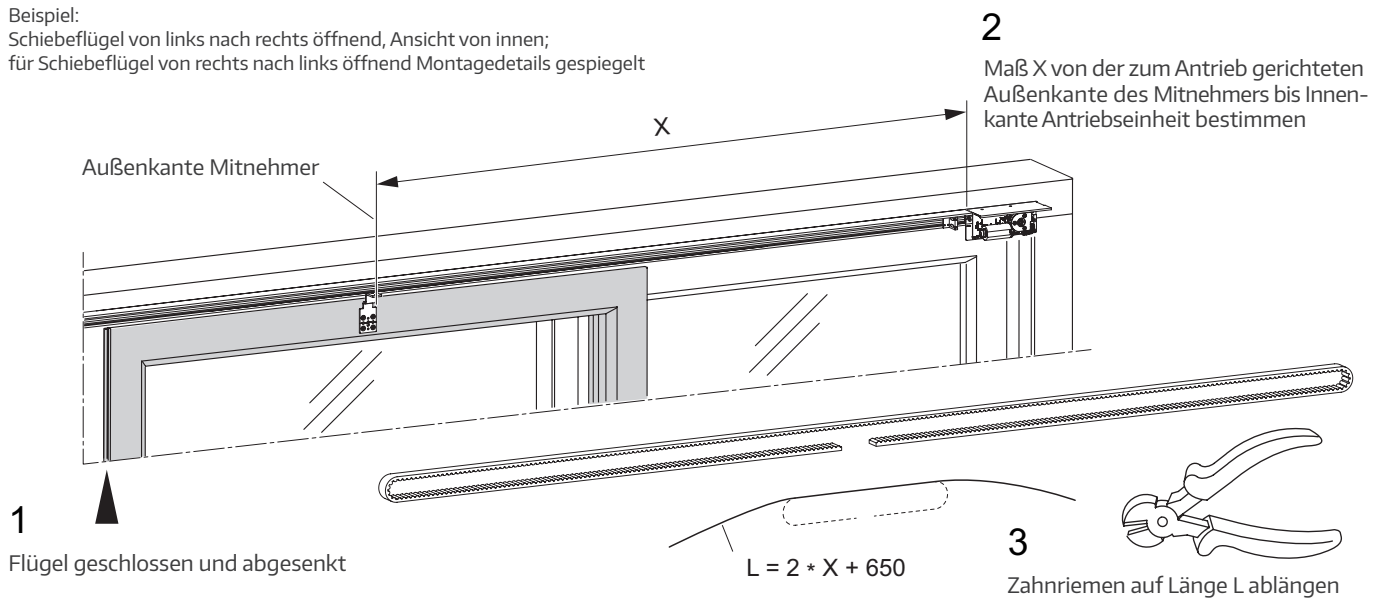 Beispiel:
Schiebeflügel von links nach rechts öffnend, Ansicht von innen;
für Schiebeflügel von rechts nach links öffnend Montagedetails gespiegelt
2
Maß X von der zum Antrieb gerichteten
Außenkante des Mitnehmers bis Innen-
kante Antriebseinheit bestimmen
X
Außenkante Mitnehmer
1
Flügel geschlossen und abgesenkt
L = 2 * X + 650
3
Zahnriemen auf Länge L ablängen